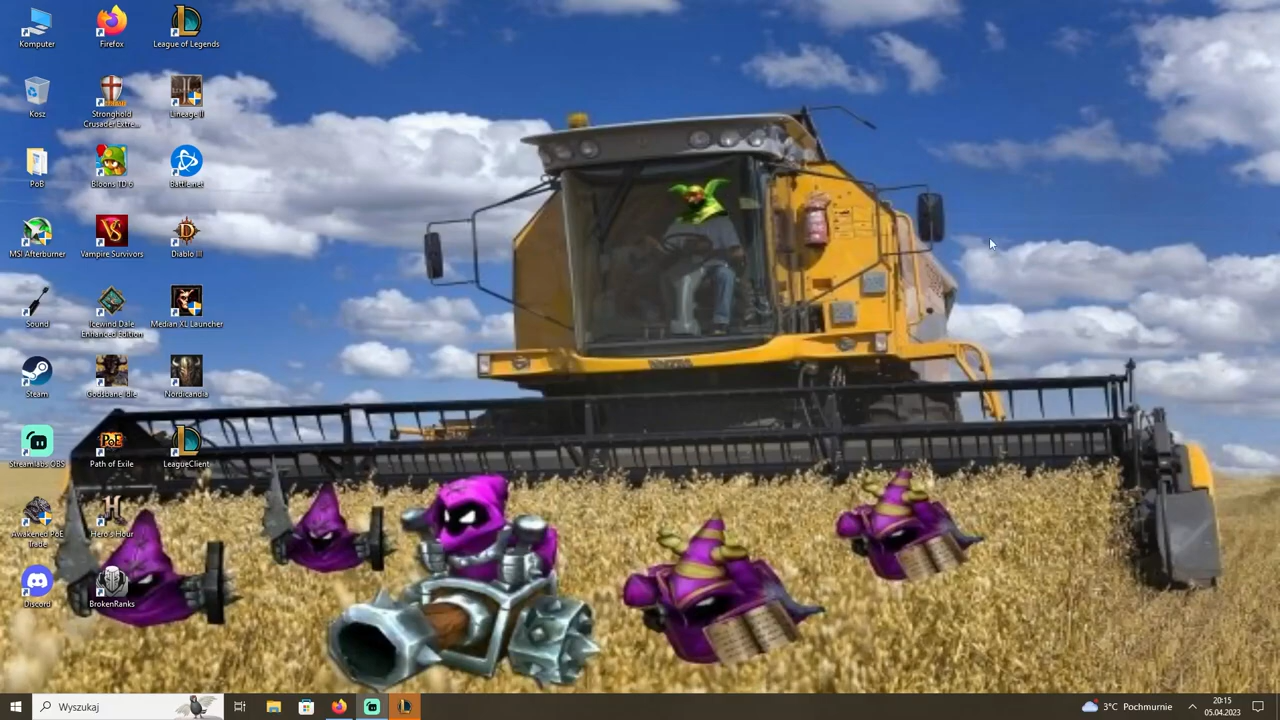 Komputer
Firefox
League of Legends
Kosz
Stronghold
Crusader Extre...
Lineage II
PoB
Bloons TD 6
Battle.net
MSI Afterburner
Vampire Survivors
Diablo III
Sound
Icewind Dale
Enhanced Edition
Median XL Launcher
Steam
Godsbane Idle
Nordicandia
Streamlabs OBS
Path of Exile
LeagueClient
Awakened PoE
Trade
Hero's Hour
Discord
BrokenRanks
Wyszukaj
3°C Pochmurnie
20:15
05.04.2023